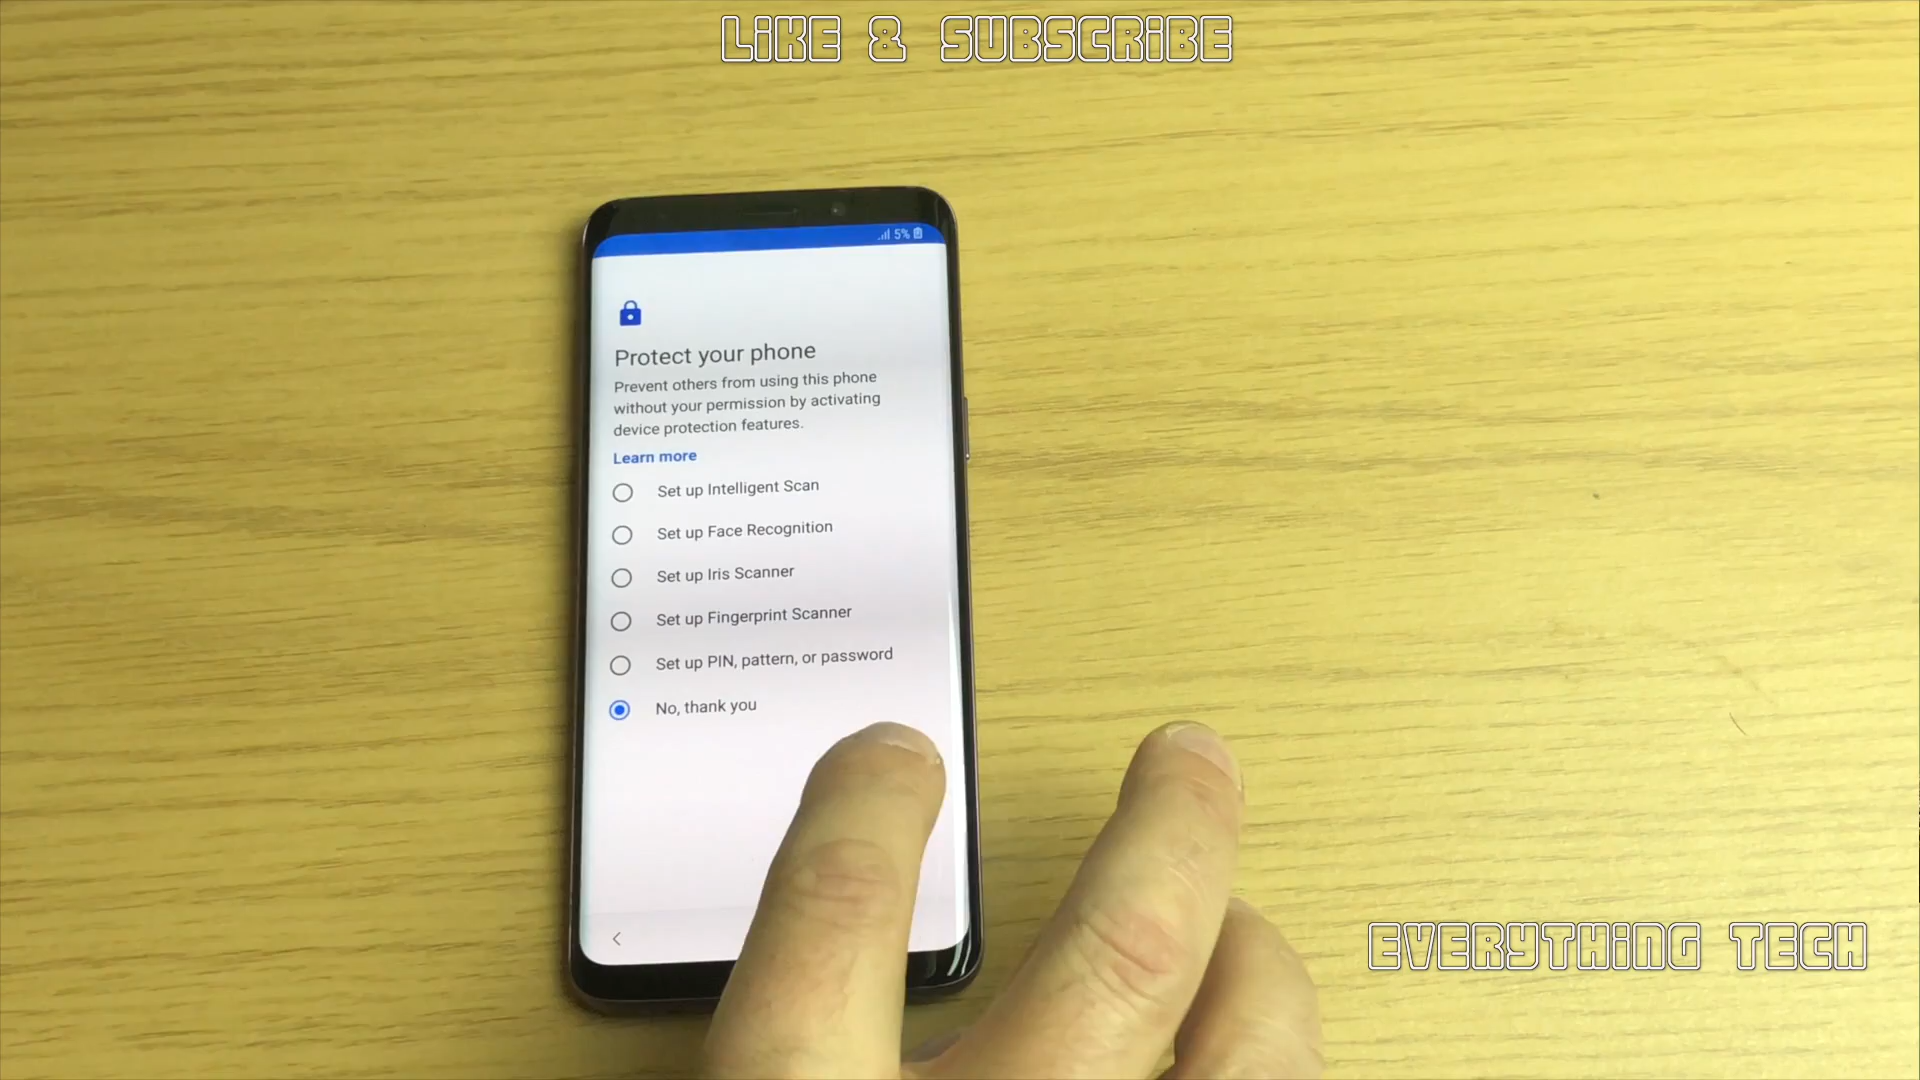 LIKE & SUBSCRIBE
5%
Protect your phone
Prevent others from using this phone
without your permission by activating
device protection features.
Learn more
Set up Intelligent Scan
Set up Face Recognition
Set up Iris Scanner
Set up Fingerprint Scanner
Set up PIN, pattern, or password
No, thank you
EVERYTHING TECH